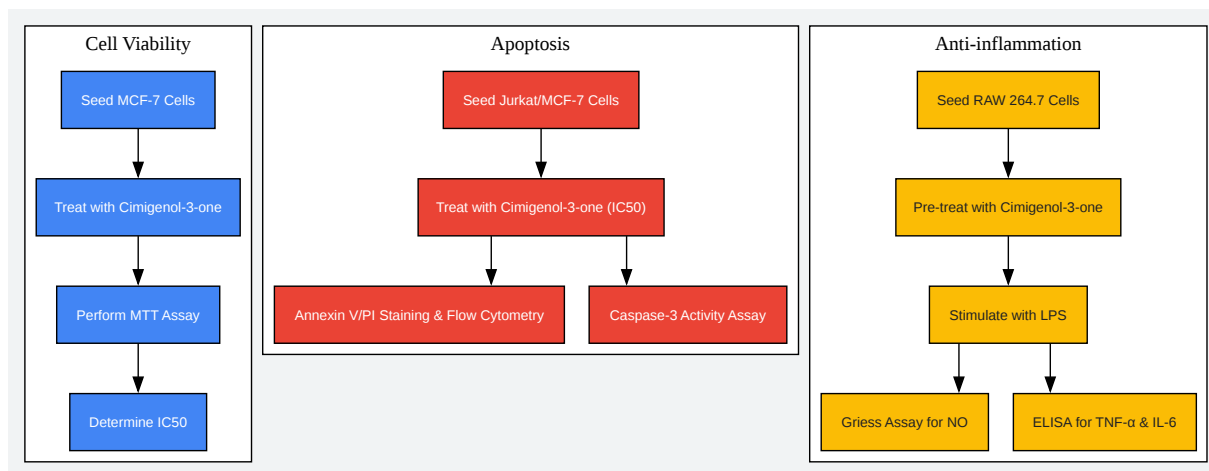 Cell Viability
Seed MCF-7 Cells
Treat with Cimigenol-3-one
Perform MTT Assay
Determine IC50
Apoptosis
Seed Jurkat/MCF-7 Cells
Treat with Cimigenol-3-one (IC50)
Annexin V/PI Staining & Flow Cytometry
Caspase-3 Activity Assay
Anti-inflammation
Seed RAW 264.7 Cells
Pre-treat with Cimigenol-3-one
Stimulate with LPS
Griess Assay for NO
ELISA for TNF-α & IL-6